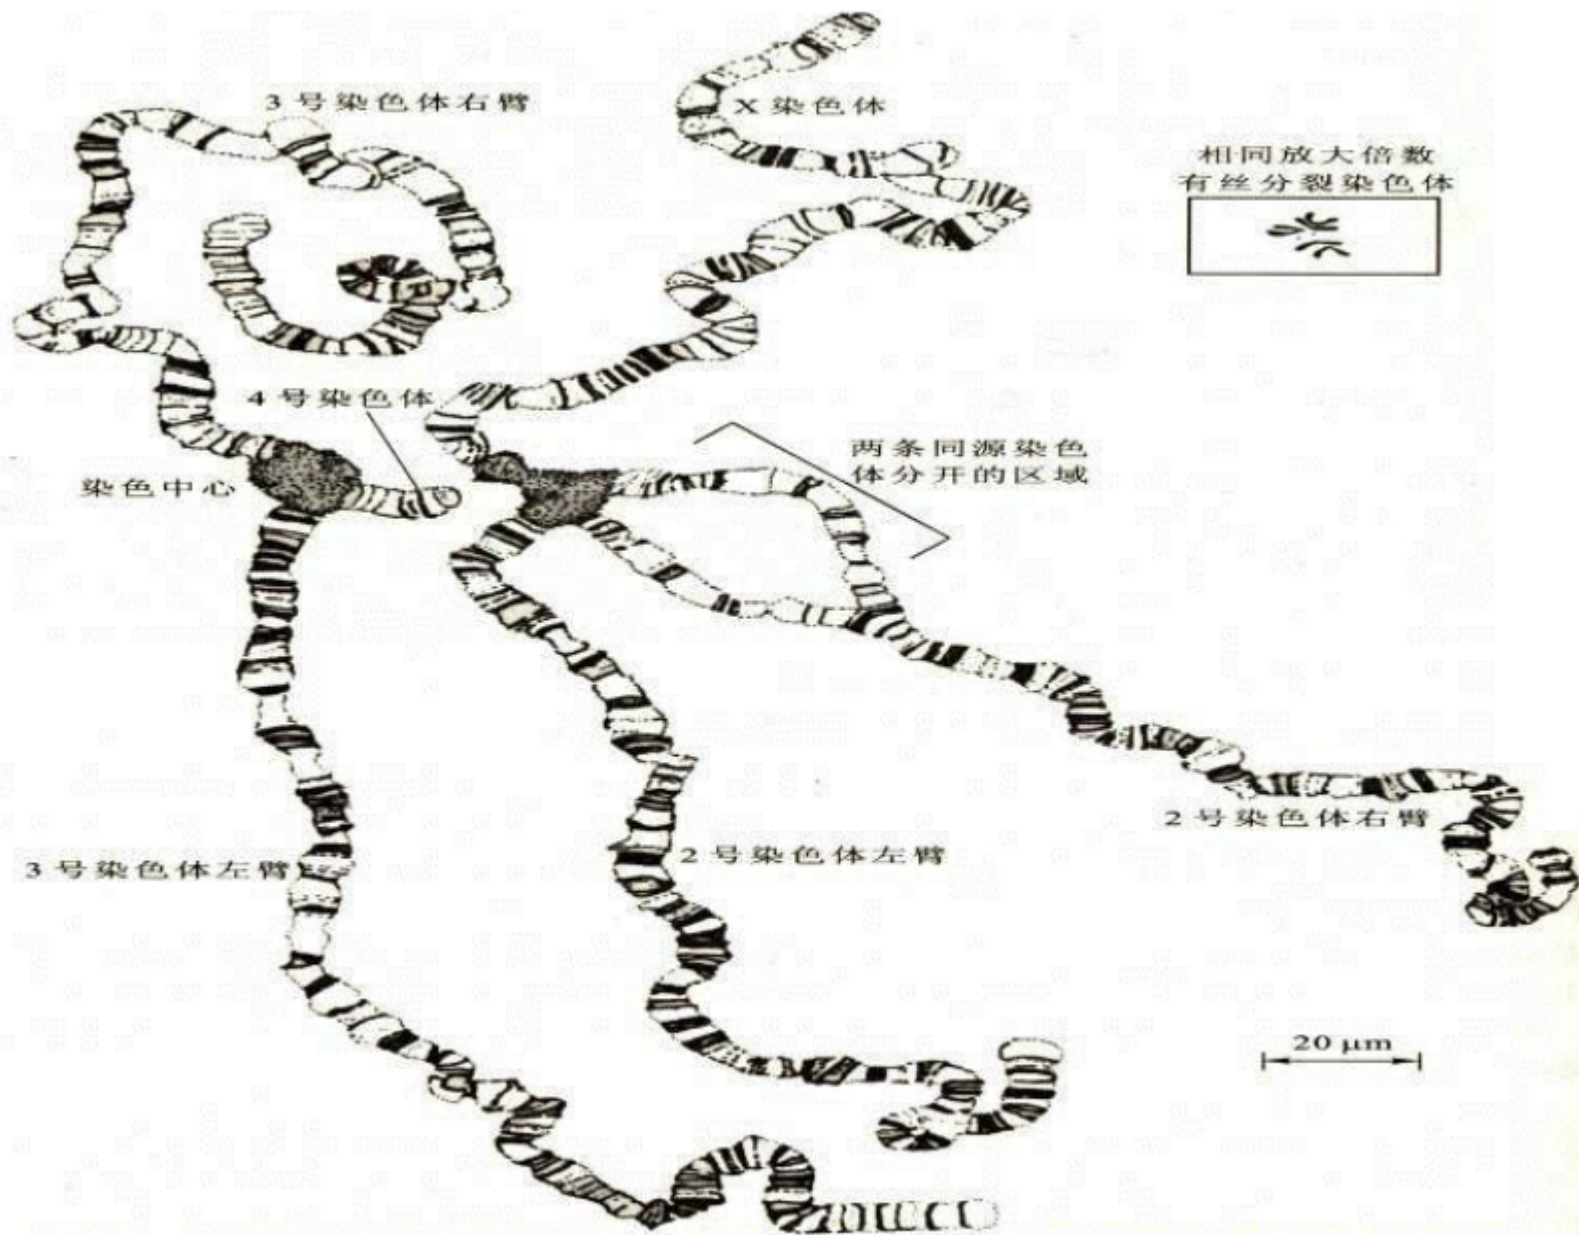 3号染色体右臂
X染色体
相同放大倍数
有丝分裂染色体
4号染色体
两条同源染色
体分开的区域
染色中心
2号染色体右臂
2号染色体左臂
3号染色体左臂
20 μm